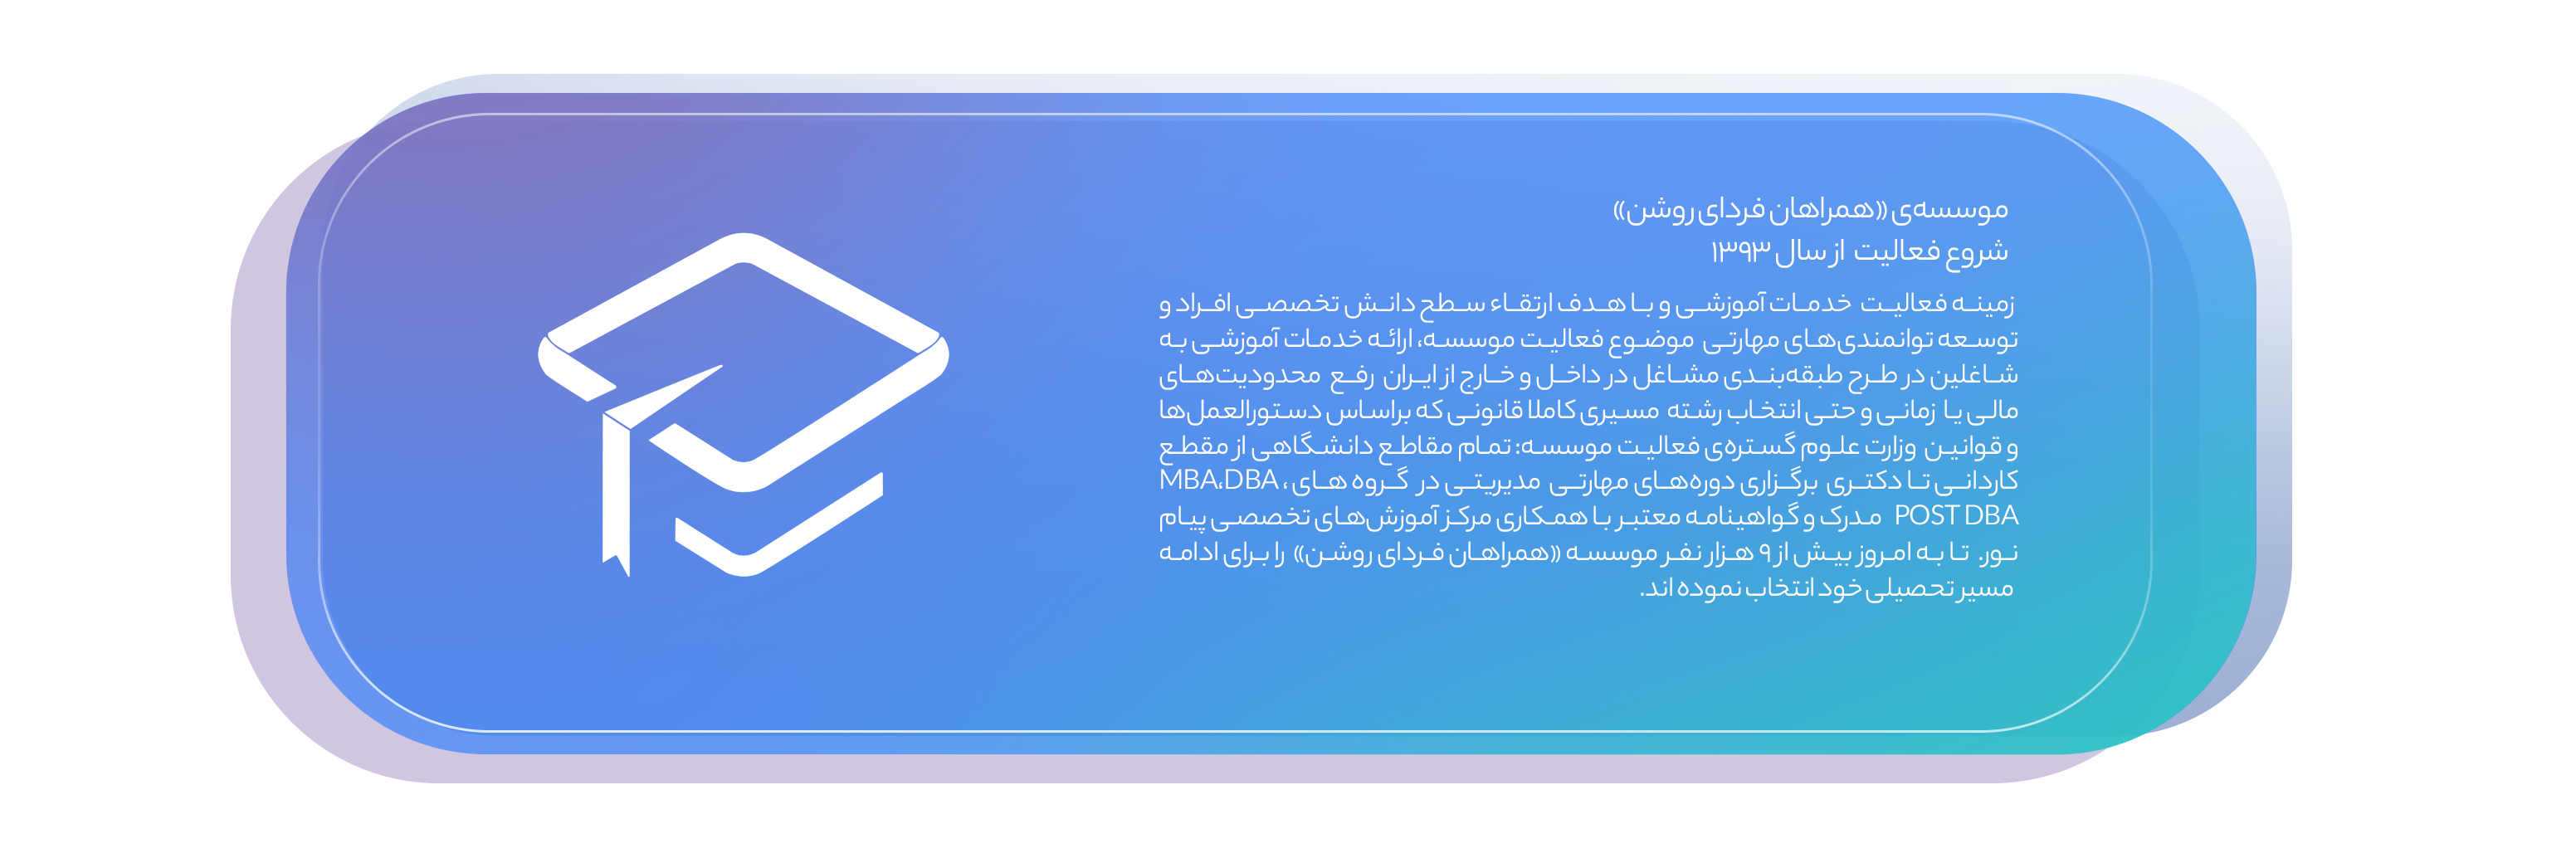 موسسه‌ی «همراهان فردای روشن»
شروع فعالیت از سال ۱۳۹۳
زمینه فعالیت خدمات آموزشی و با هدف ارتقاء سطح دانش تخصصی افراد و
توسعه توانمندی‌های مهارتی موضوع فعالیت موسسه، ارائه خدمات آموزشی به
شاغلین در طرح طبقه‌بندی مشاغل در داخل و خارج از ایران رفع محدودیت‌های
مالی یا زمانی و حتی انتخاب رشته مسیری کاملا قانونی که براساس دستورالعمل‌ها
و قوانین وزارت علوم گستره‌ی فعالیت موسسه: تمام مقاطع دانشگاهی از مقطع
کاردانی تا دکتری برگزاری دوره‌های مهارتی مدیریتی در گروه های ، MBA،DBA
POST DBA مدرک و گواهینامه معتبر با همکاری مرکز آموزش‌های تخصصی پیام
نور. تا به امروز بیش از ۹ هزار نفر موسسه «همراهان فردای روشن» را برای ادامه
مسیر تحصیلی خود انتخاب نموده اند.